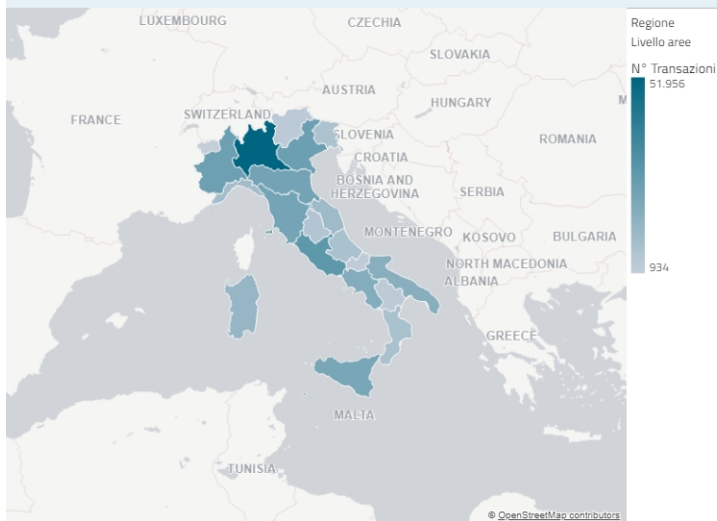 LUXEMBOURG
CZECHIA
SLOVAKIA
AUSTRIA
HUNGARY
SWITZERLAND
FRANCE
SLOVENIA
ROMANIA
CROATIA
BOSNIA AND
HERZEGOVINA
SERBIA
MONTENEGRO
KOSOVO
BULGARIA
NORTH MACEDONIA
ALBANIA
GREECE
MALTA
TUNISIA
© OpenStreetMap contributors
Regione
Livello aree
N° Transazioni
51.956
934